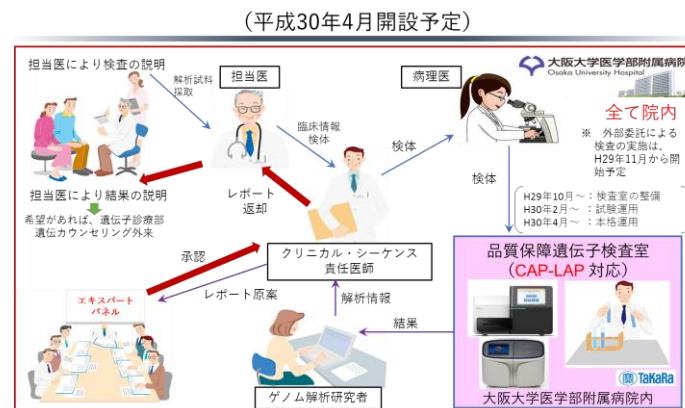 （平成30年4月開設予定）
担当医により検査の説明
解析試料
採取
担当医
病理医
大阪大学医学部附属病院
Osaka University Hospital
全て院内
※　外部委託による
検査の実施は、
H29年11月から開
始予定
臨床情報
検体
検体
検体
担当医により結果の説明
希望があれば、遺伝子診療部
遺伝カウンセリング外来
レポート
返却
H29年10月～：検査室の整備
H30年2月～：試験運用
H30年4月～：本格運用
承認
クリニカル・シーケンス
責任医師
品質保障遺伝子検査室
（CAP-LAP 対応）
エキスパート
パネル
レポート原案
解析情報
結果
ゲノム解析研究者
TaKaRa
大阪大学医学部附属病院内